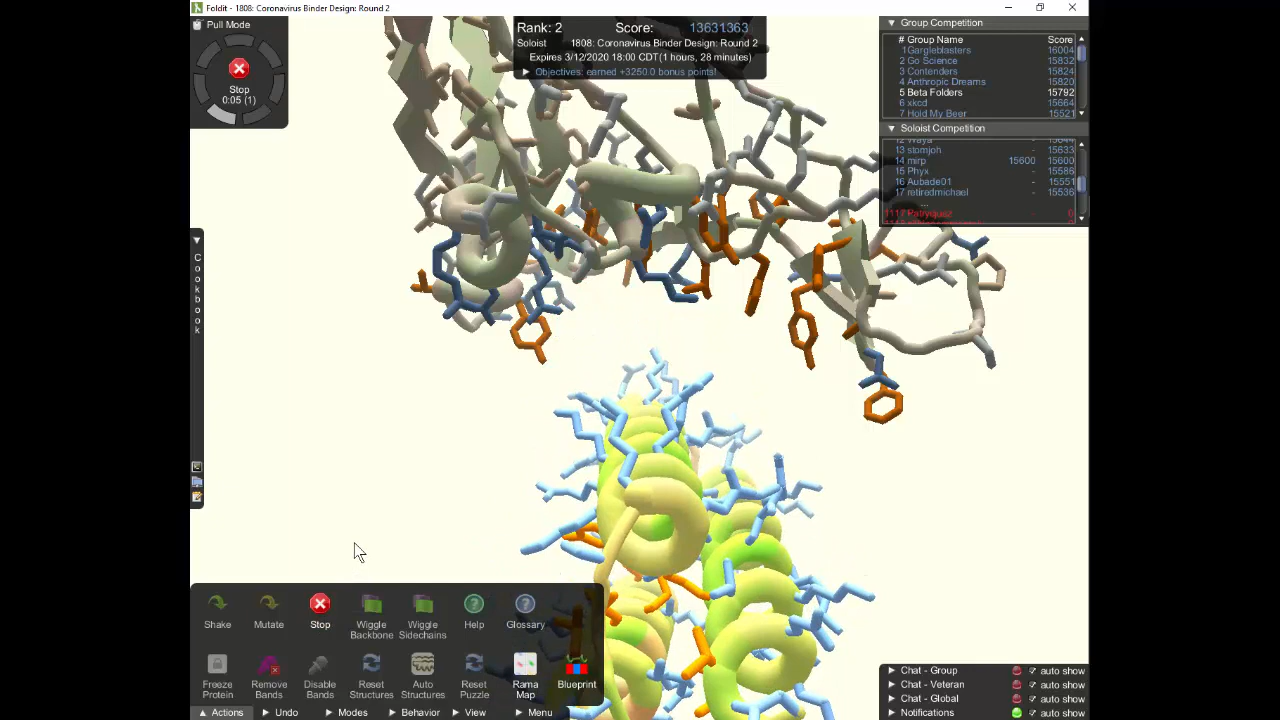 Foldit - 1808: Coronavirus Binder Design: Round 2
Pull Mode
Stop
0:05 (1)
Rank: 2 Score: 13631363
Soloist 1808: Coronavirus Binder Design: Round 2
Expires 3/12/2020 18:00 CDT(1 hours, 28 minutes)
Objectives: earned +3250.0 bonus points!
Group Competition
# Group Name Score
1 Gargleblasters 16004
2 Go Science 15832
3 Contenders 15824
4 Anthropic Dreams 15820
5 Beta Folders 15792
6 xkcd 15664
7 Hold My Beer 15521
Soloist Competition
13 stomjoh - 15633
14 mirp 15600 15600
15 Phyx - 15586
16 Aubade01 - 15551
17 retiredmichael - 15536
...
Cookbook
Shake
Mutate
Stop
Wiggle Backbone
Wiggle Sidechains
Help
Glossary
Freeze Protein
Remove Bands
Disable Bands
Reset Structures
Auto Structures
Reset Puzzle
Rama Map
Blueprint
Actions Undo Modes Behavior View Menu
Chat - Group auto show
Chat - Veteran auto show
Chat - Global auto show
Notifications auto show